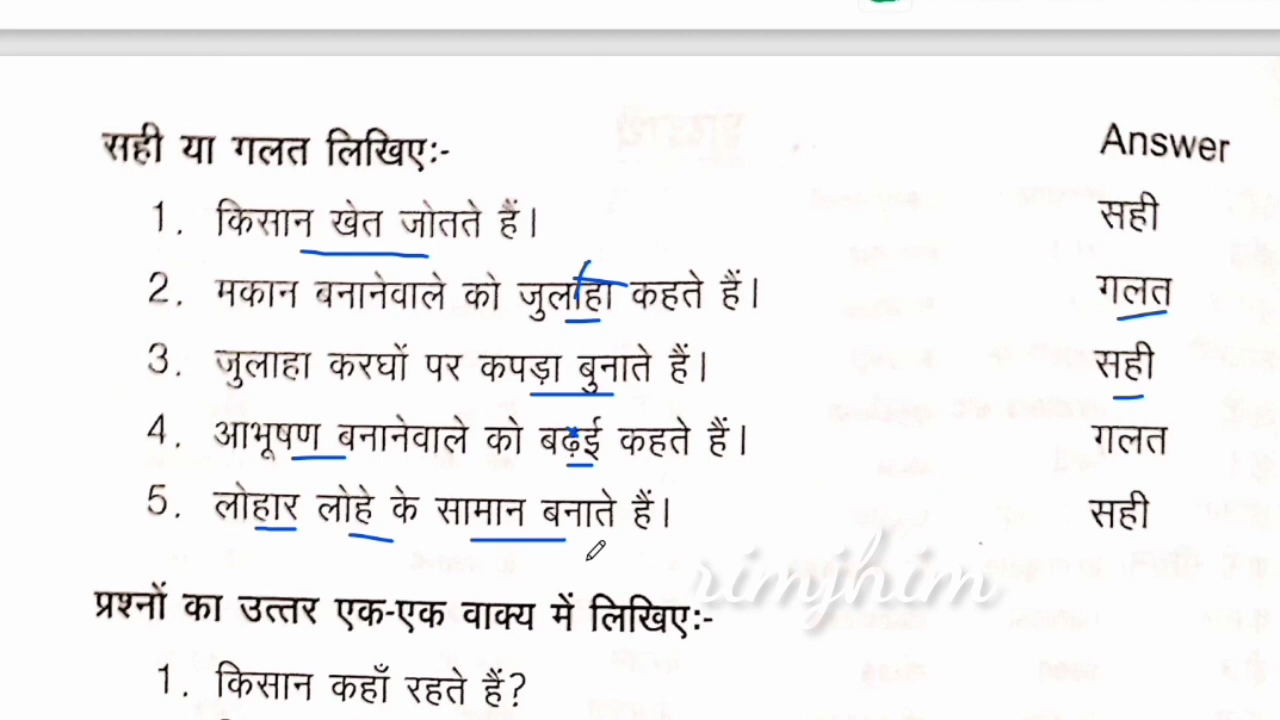 सही या गलत लिखिए:- Answer
1. किसान खेत जोतते हैं। सही
2. मकान बनानेवाले को जुलाहा कहते हैं। गलत
3. जुलाहा करघों पर कपड़ा बुनाते हैं। सही
4. आभूषण बनानेवाले को बढ़ई कहते हैं। गलत
5. लोहार लोहे के सामान बनाते हैं। सही
rimjhim
प्रश्नों का उत्तर एक-एक वाक्य में लिखिए:-
1. किसान कहाँ रहते हैं?